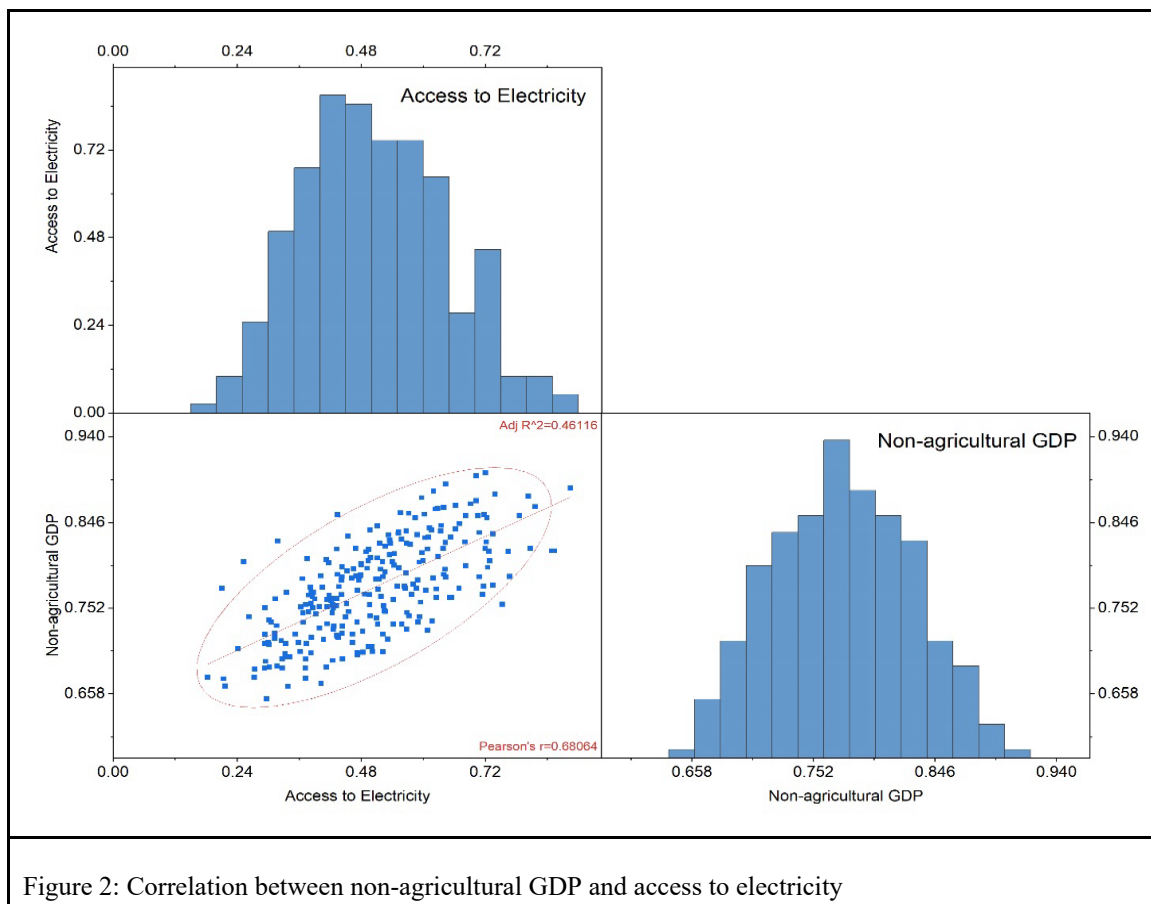 0.00 0.24 0.48 0.72
Access to Electricity
Access to Electricity
0.72
0.48
0.24
0.00
Adj R^2=0.46116
0.940
0.846
0.752
0.658
Non-agricultural GDP
Pearson's r=0.68064
0.00 0.24 0.48 0.72
Access to Electricity
Non-agricultural GDP
0.940
0.846
0.752
0.658
0.658 0.752 0.846 0.940
Non-agricultural GDP
Figure 2: Correlation between non-agricultural GDP and access to electricity